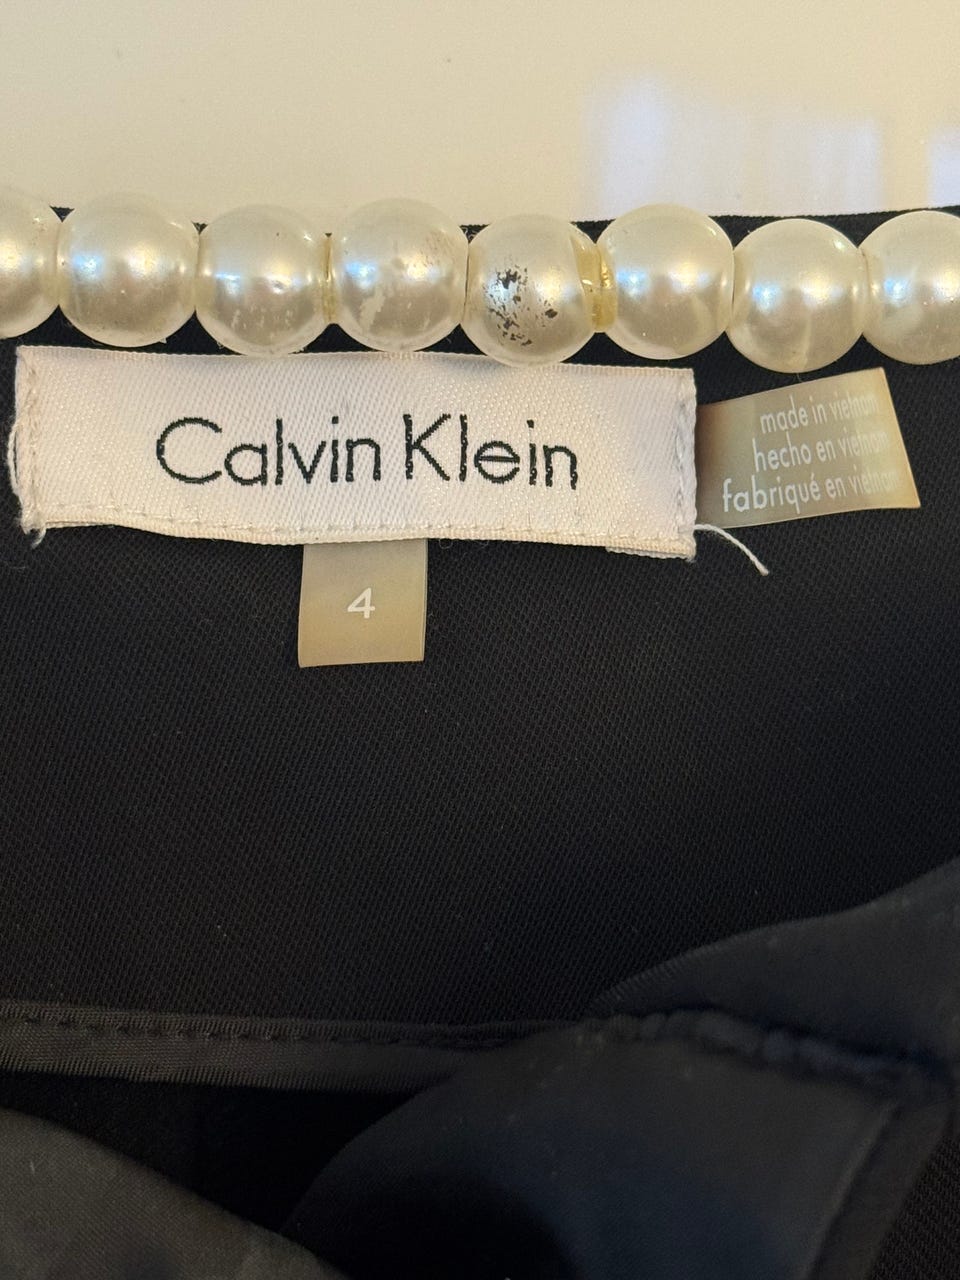 Calvin Klein
made in vietnam
hecho en vietnam
fabriqué en vietnam
4